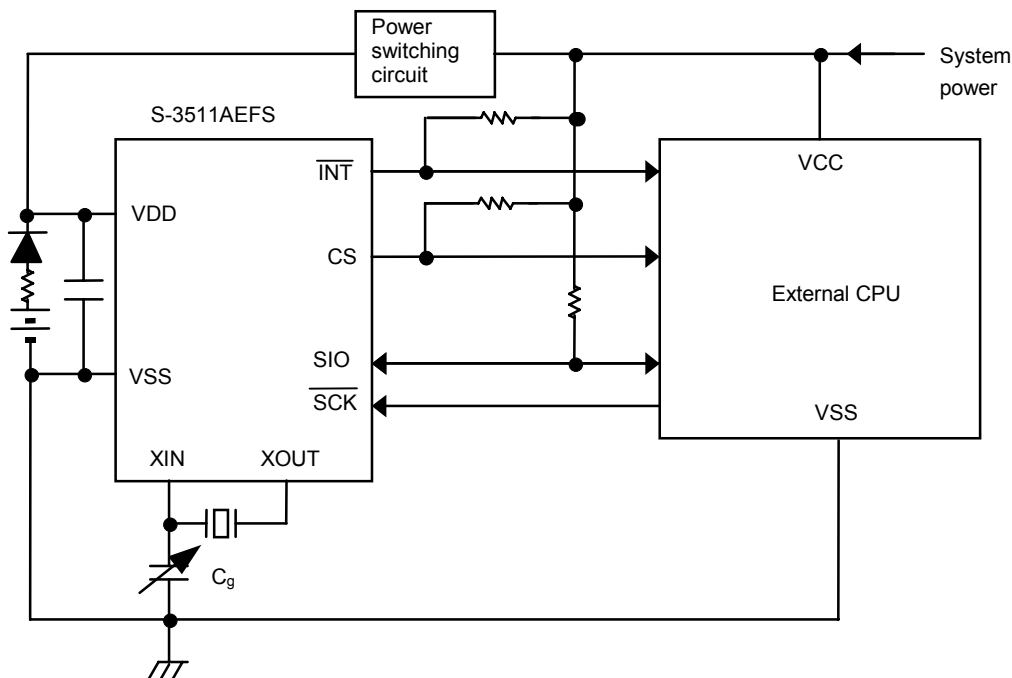 Power
switching
circuit
System
power
S-3511AEFS
INT
VCC
VDD
CS
External CPU
SIO
VSS
SCK
VSS
XIN
XOUT
Cg